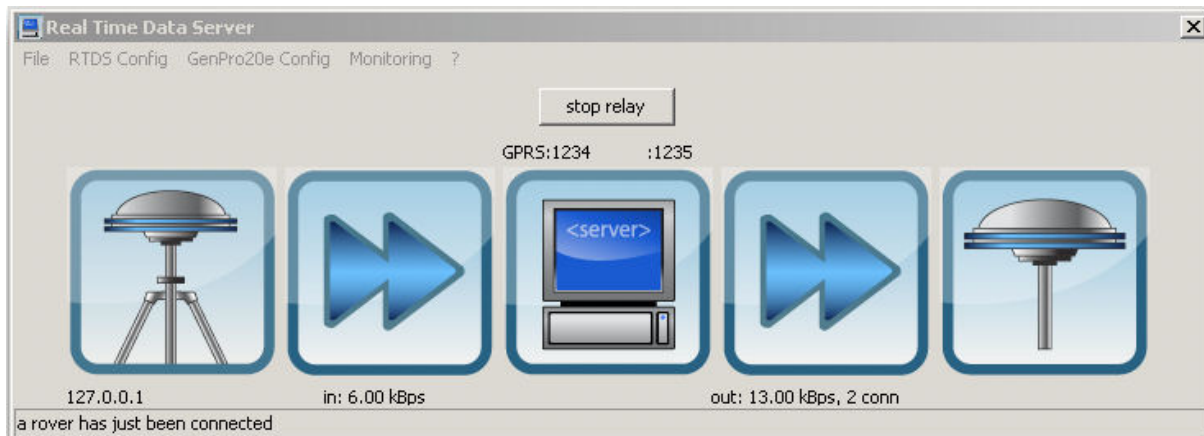 Real Time Data Server
File RTDS Config GenPro20e Config Monitoring ?
stop relay
GPRS:1234 :1235
<server>
127.0.0.1 in: 6.00 kBps out: 13.00 kBps, 2 conn
a rover has just been connected